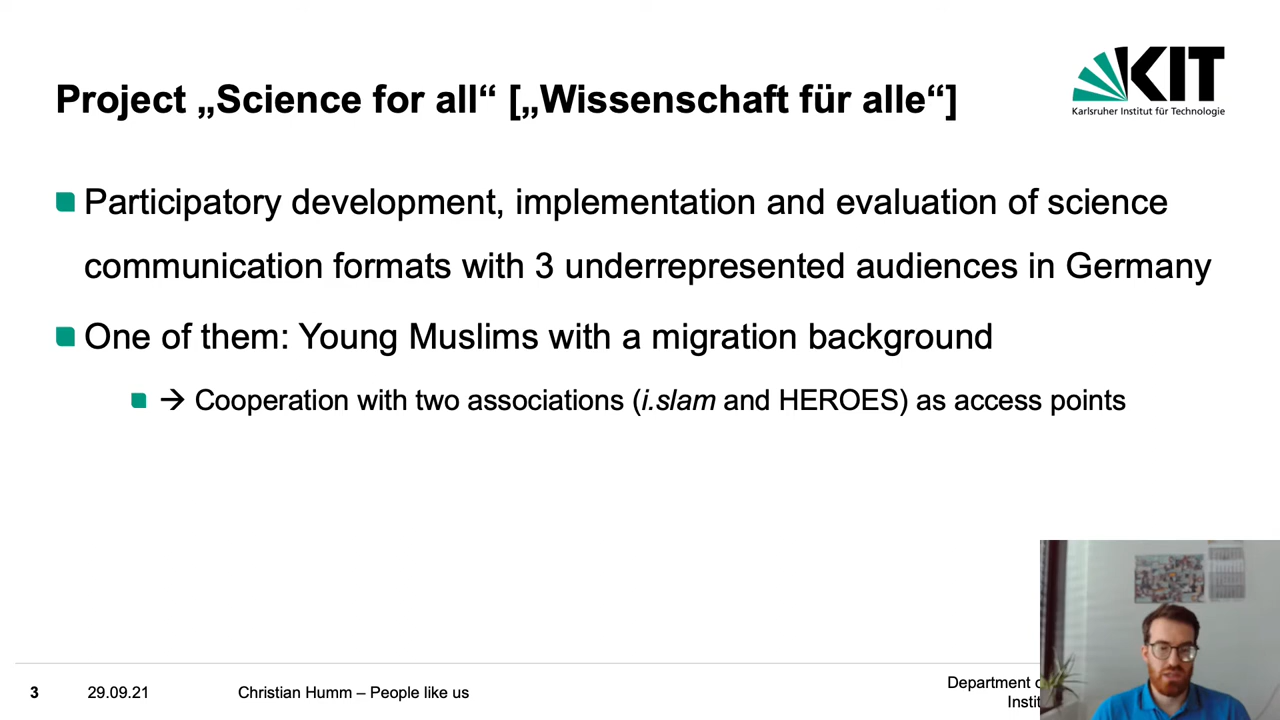 Project „Science for all“ [„Wissenschaft für alle“]
KIT
Karlsruher Institut für Technologie
Participatory development, implementation and evaluation of science
communication formats with 3 underrepresented audiences in Germany
One of them: Young Muslims with a migration background
→ Cooperation with two associations (i.slam and HEROES) as access points
3
29.09.21
Christian Humm – People like us
Department